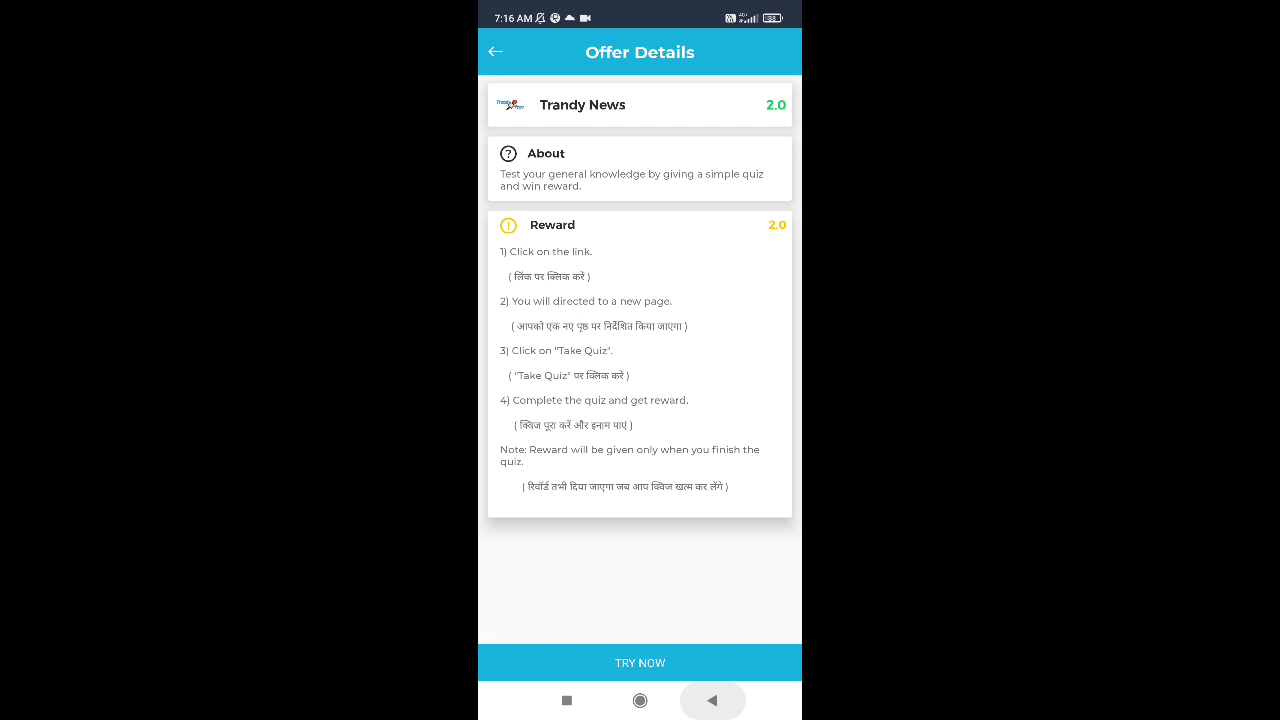 7:16 AM
Offer Details
Trandy News 2.0
About
Test your general knowledge by giving a simple quiz
and win reward.
Reward 2.0
1) Click on the link.
( लिंक पर क्लिक करें )
2) You will directed to a new page.
( आपको एक नए पृष्ठ पर निर्देशित किया जाएगा )
3) Click on "Take Quiz".
( "Take Quiz" पर क्लिक करें )
4) Complete the quiz and get reward.
( क्विज पूरा करें और इनाम पाएं )
Note: Reward will be given only when you finish the
quiz.
( रिवॉर्ड तभी दिया जाएगा जब आप क्विज खत्म कर लेंगे )
TRY NOW